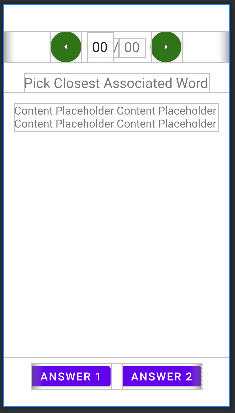 00/00
Pick Closest Associated Word
Content Placeholder Content Placeholder
Content Placeholder Content Placeholder
ANSWER 1 ANSWER 2